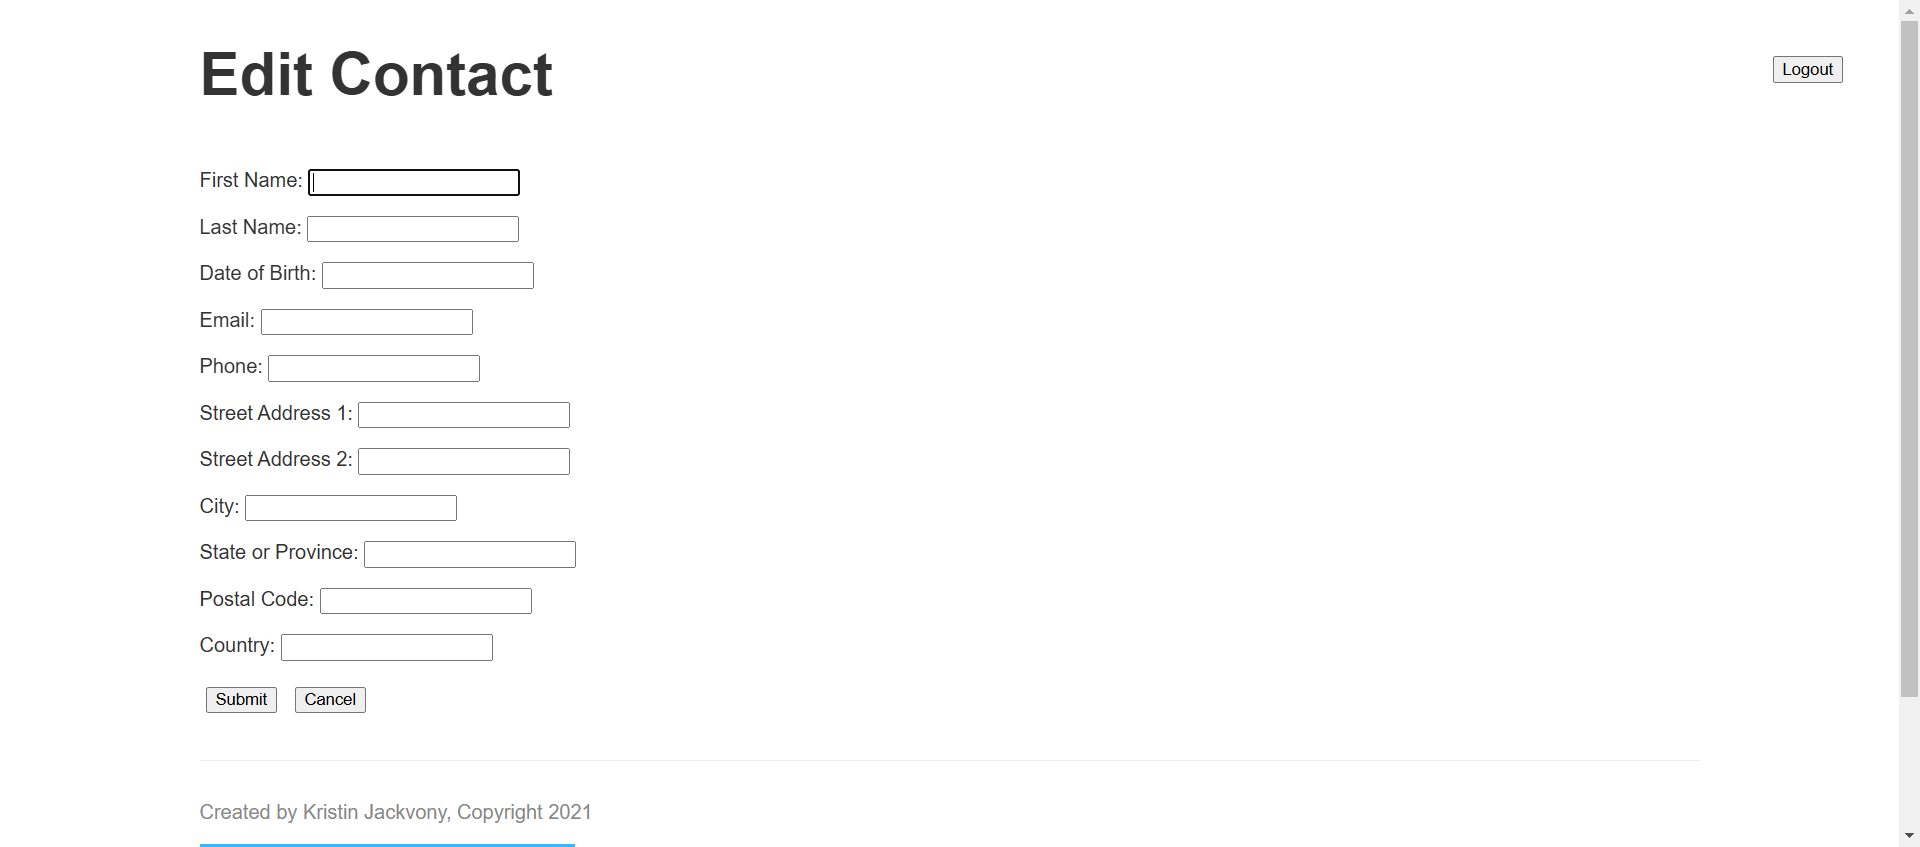 Edit Contact
Logout
First Name:
Last Name:
Date of Birth:
Email:
Phone:
Street Address 1:
Street Address 2:
City:
State or Province:
Postal Code:
Country:
Submit Cancel
Created by Kristin Jackvony, Copyright 2021